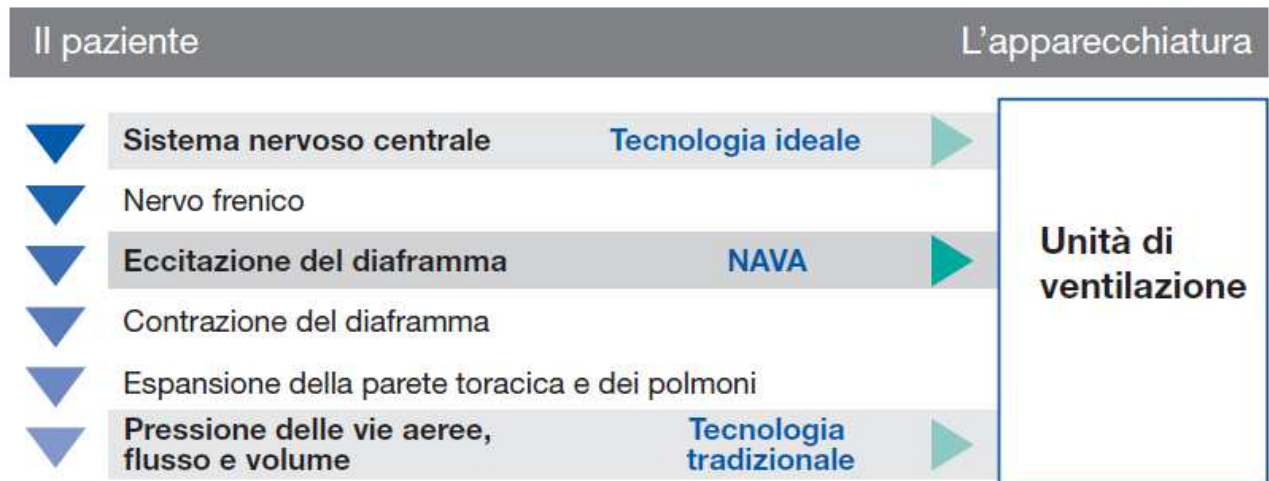 Il paziente L'apparecchiatura
Sistema nervoso centrale Tecnologia ideale
Nervo frenico
Eccitazione del diaframma NAVA
Unità di
ventilazione
Contrazione del diaframma
Espansione della parete toracica e dei polmoni
Pressione delle vie aeree, Tecnologia
flusso e volume tradizionale